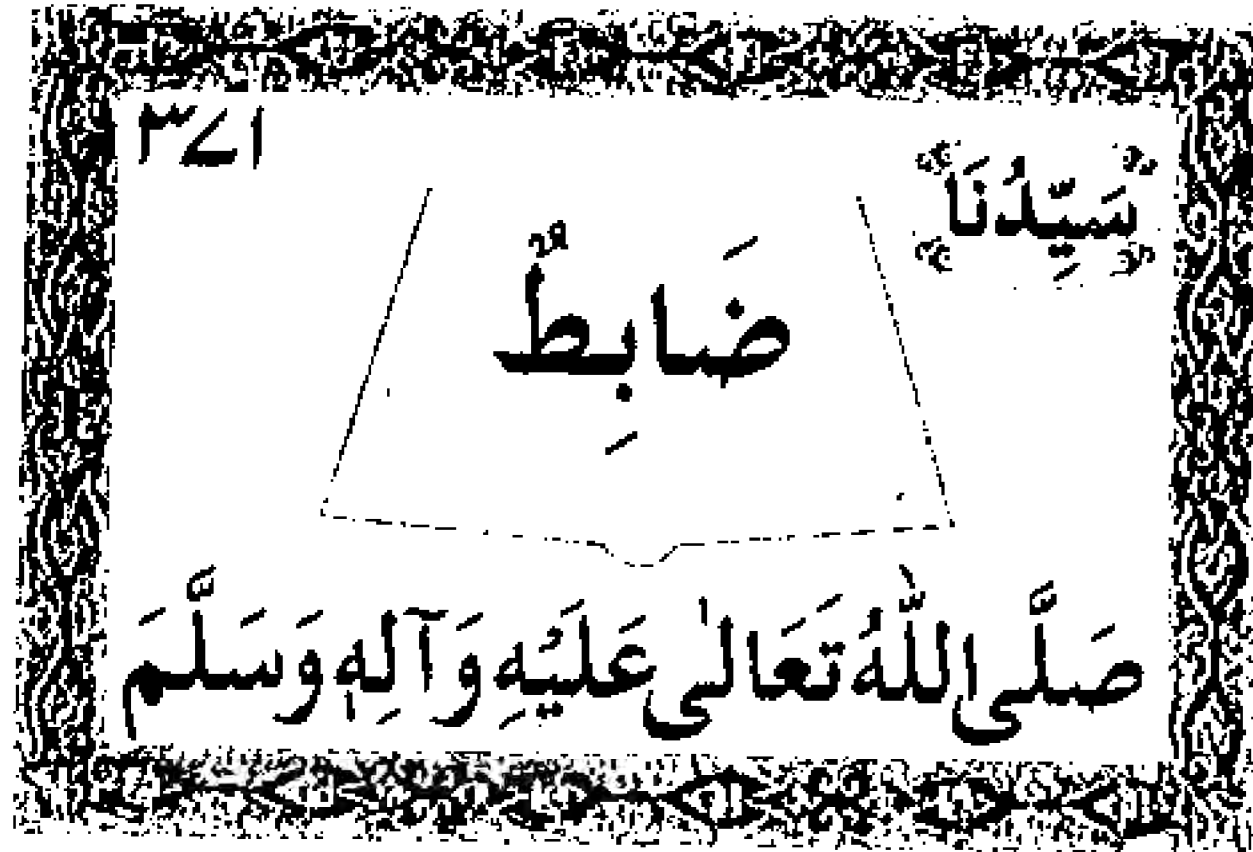 ۳۷۱
سَيِّدُنَا
ضَابِطٌ
صَلَّى اللّٰهُ تَعَالٰى عَلَيْهِ وَآلِهٖ وَسَلَّمَ